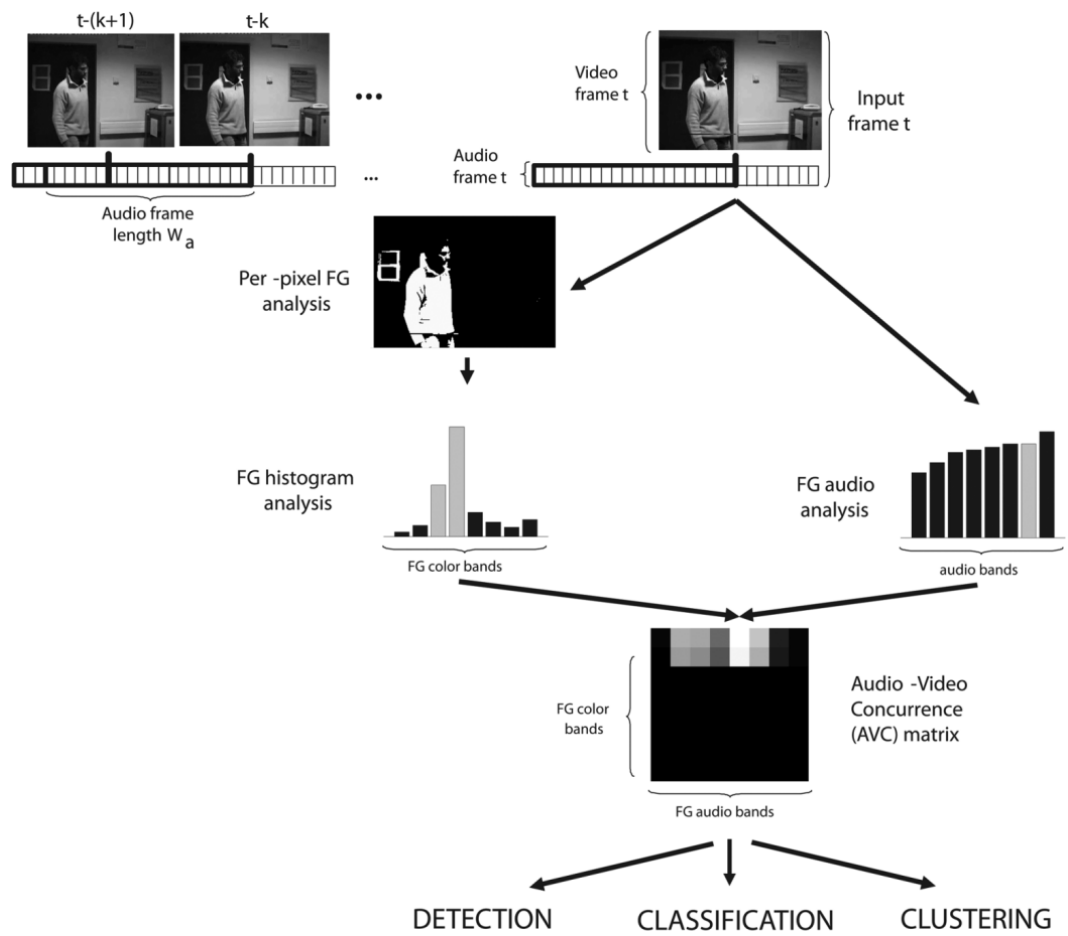 t-(k+1)
t-k
...
Video
frame t
Input
frame t
Audio
frame t
...
Audio frame
length Wa
Per -pixel FG
analysis
FG histogram
analysis
FG color bands
FG audio
analysis
audio bands
FG color
bands
Audio -Video
Concurrence
(AVC) matrix
FG audio bands
DETECTION
CLASSIFICATION
CLUSTERING